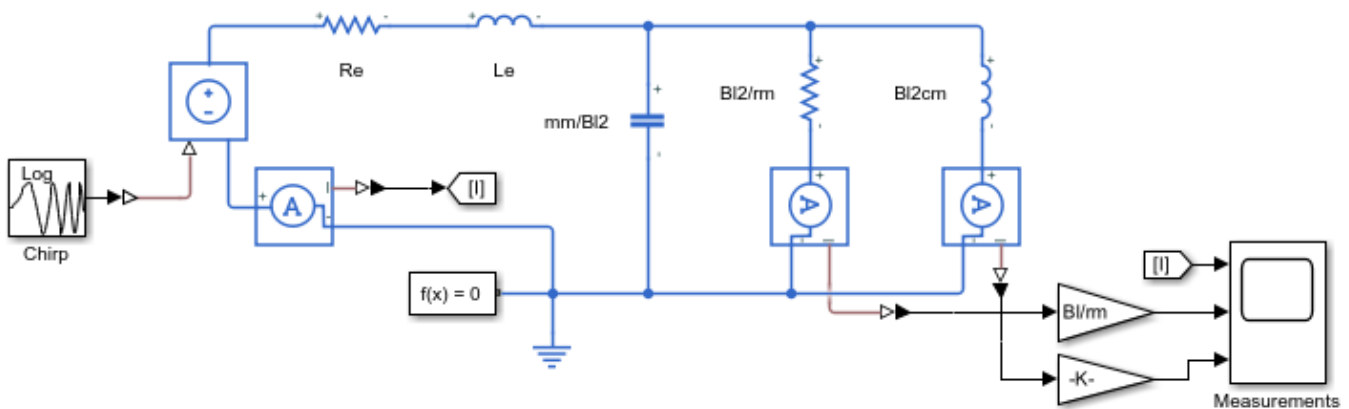 Re
Le
Bl2/rm
Bl2cm
mm/Bl2
Log
A
I
[I]
A
A
Chirp
[I]
f(x) = 0
Bl/rm
-K-
Measurements